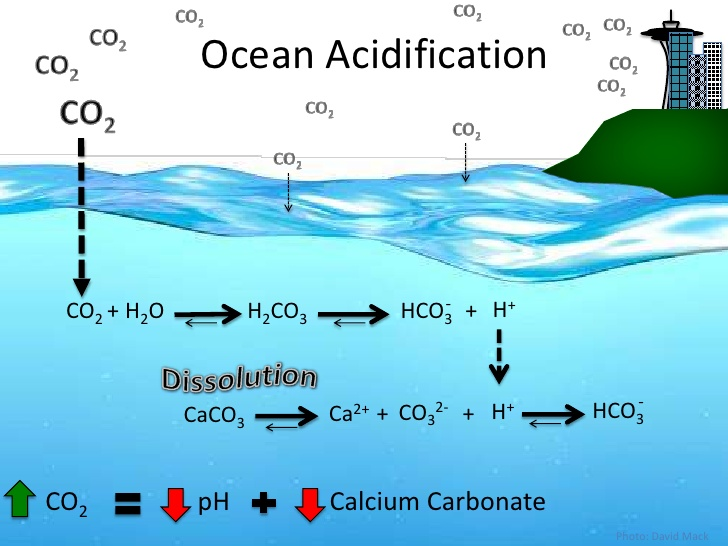 CO₂ CO₂
CO₂ CO₂ CO₂
CO₂ Ocean Acidification CO₂
CO₂
CO₂ CO₂
CO₂
CO₂
CO₂ + H₂O H₂CO₃ HCO₃⁻ + H⁺
Dissolution
CaCO₃ Ca²⁺ + CO₃²⁻ + H⁺ HCO₃⁻
CO₂ = pH + Calcium Carbonate
Photo: David Mack